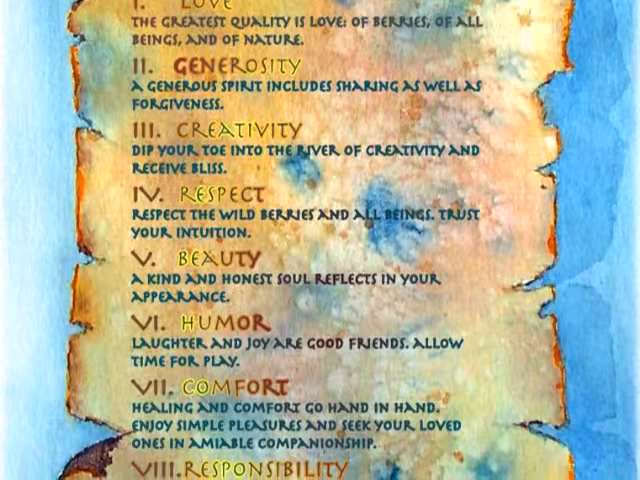 I. LOVE
THE GREATEST QUALITY IS LOVE: OF BERRIES, OF ALL
BEINGS, AND OF NATURE.
II. GENEROSITY
A GENEROUS SPIRIT INCLUDES SHARING AS WELL AS
FORGIVENESS.
III. CREATIVITY
DIP YOUR TOE INTO THE RIVER OF CREATIVITY AND
RECEIVE BLISS.
IV. RESPECT
RESPECT THE WILD BERRIES AND ALL BEINGS. TRUST
YOUR INTUITION.
V. BEAUTY
A KIND AND HONEST SOUL REFLECTS IN YOUR
APPEARANCE.
VI. HUMOR
LAUGHTER AND JOY ARE GOOD FRIENDS. ALLOW
TIME FOR PLAY.
VII. COMFORT
HEALING AND COMFORT GO HAND IN HAND.
ENJOY SIMPLE PLEASURES AND SEEK YOUR LOVED
ONES IN AMIABLE COMPANIONSHIP.
VIII.RESPONSIBILITY